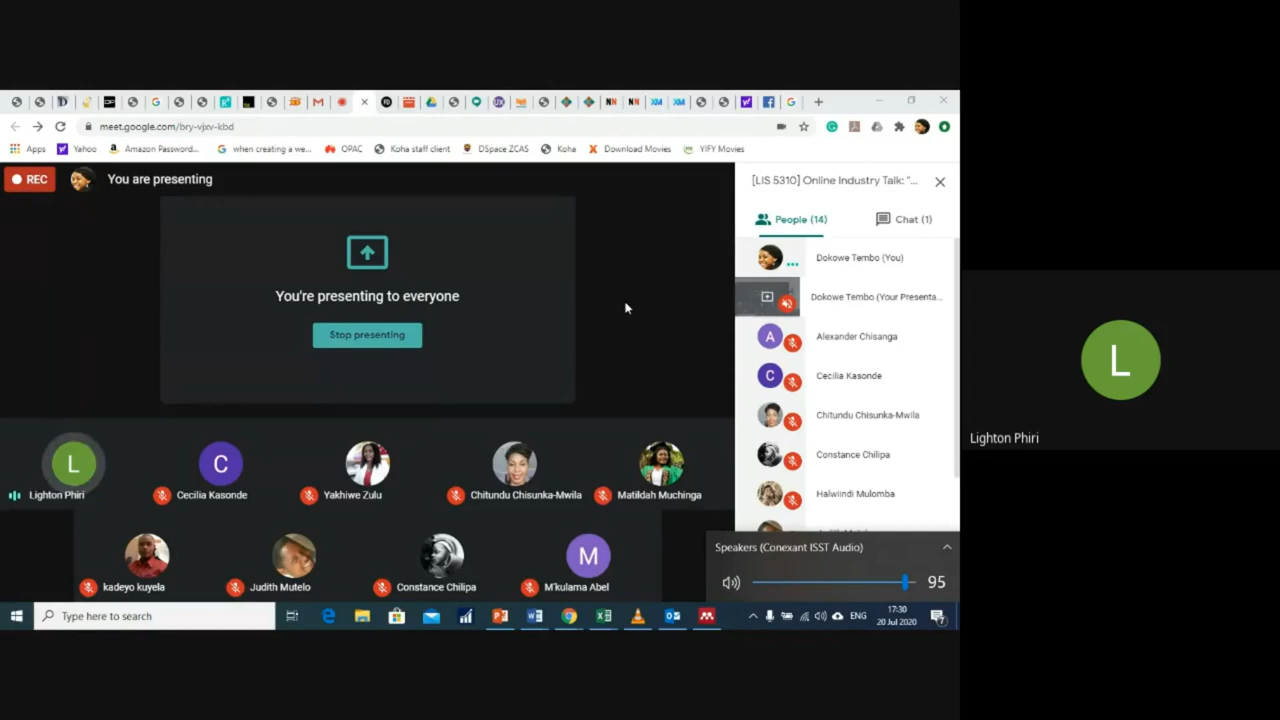 meet.google.com/bry-vjxv-kbd
Apps Yahoo Amazon Password... when creating a we... OPAC Koha staff client DSpace ZCAS Koha Download Movies YIFY Movies
REC You are presenting
[LIS 5310] Online Industry Talk: "...
People (14) Chat (1)
You're presenting to everyone
Stop presenting
Dokowe Tembo (You)
Dokowe Tembo (Your Presenta...
A Alexander Chisanga
C Cecilia Kasonde
Chitundu Chisunka-Mwila
Constance Chilipa
Halwiindi Mulomba
L
Lighton Phiri
C
Cecilia Kasonde
Yakhiwe Zulu
Chitundu Chisunka-Mwila
Matildah Muchinga
kadeyo kuyela
Judith Mutelo
Constance Chilipa
M
M'kulama Abel
Speakers (Conexant ISST Audio)
95
Type here to search
ENG
17:30
20 Jul 2020
L
Lighton Phiri